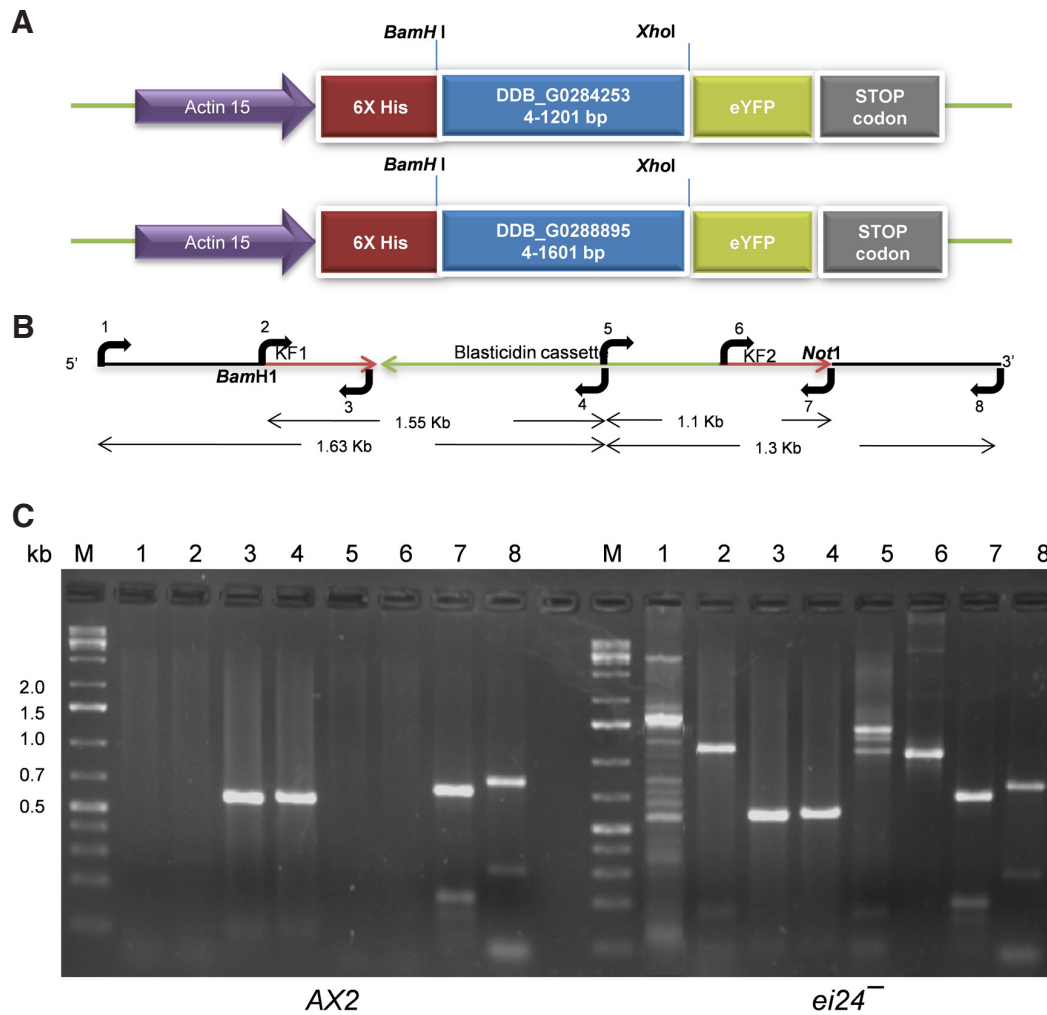 A
BamH I XhoI
Actin 15 6X His DDB_G0284253 4-1201 bp eYFP STOP codon
BamH I XhoI
Actin 15 6X His DDB_G0288895 4-1601 bp eYFP STOP codon
B
1 2 5 6
5' KF1 Blasticidin cassette KF2 Not1 3'
BamH1
3 4 7 8
1.55 Kb 1.1 Kb
1.63 Kb 1.3 Kb
C
kb M 1 2 3 4 5 6 7 8 M 1 2 3 4 5 6 7 8
2.0
1.5
1.0
0.7
0.5
AX2 ei24⁻